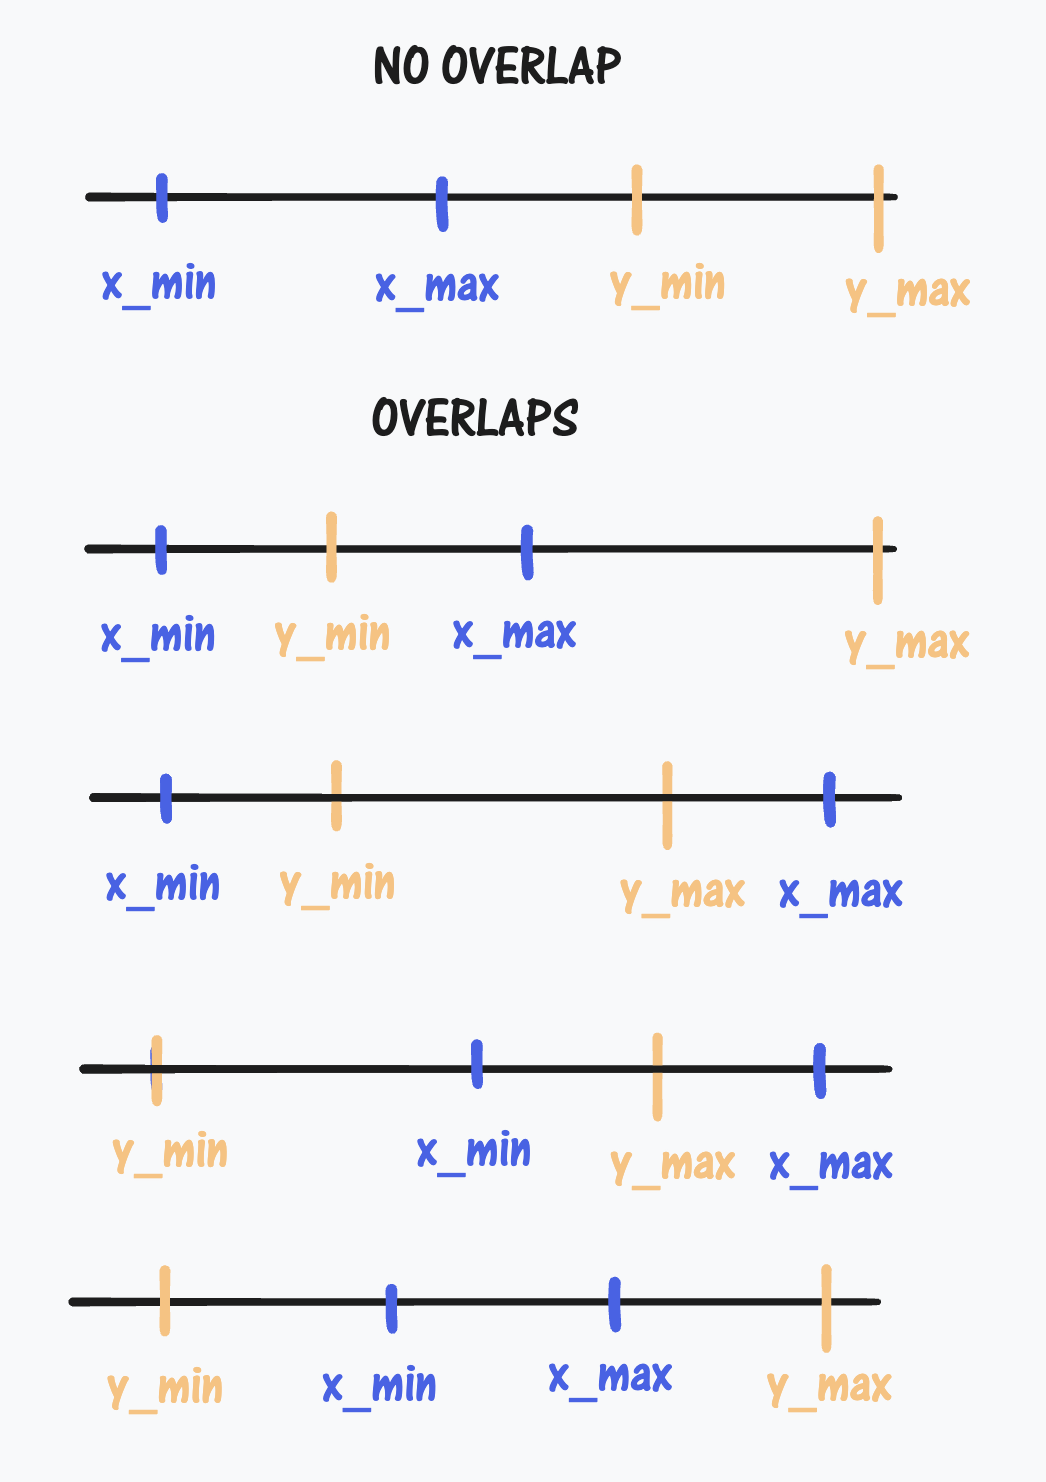 NO OVERLAP
x_min x_max y_min y_max
OVERLAPS
x_min y_min x_max y_max
x_min y_min y_max x_max
y_min x_min y_max x_max
y_min x_min x_max y_max